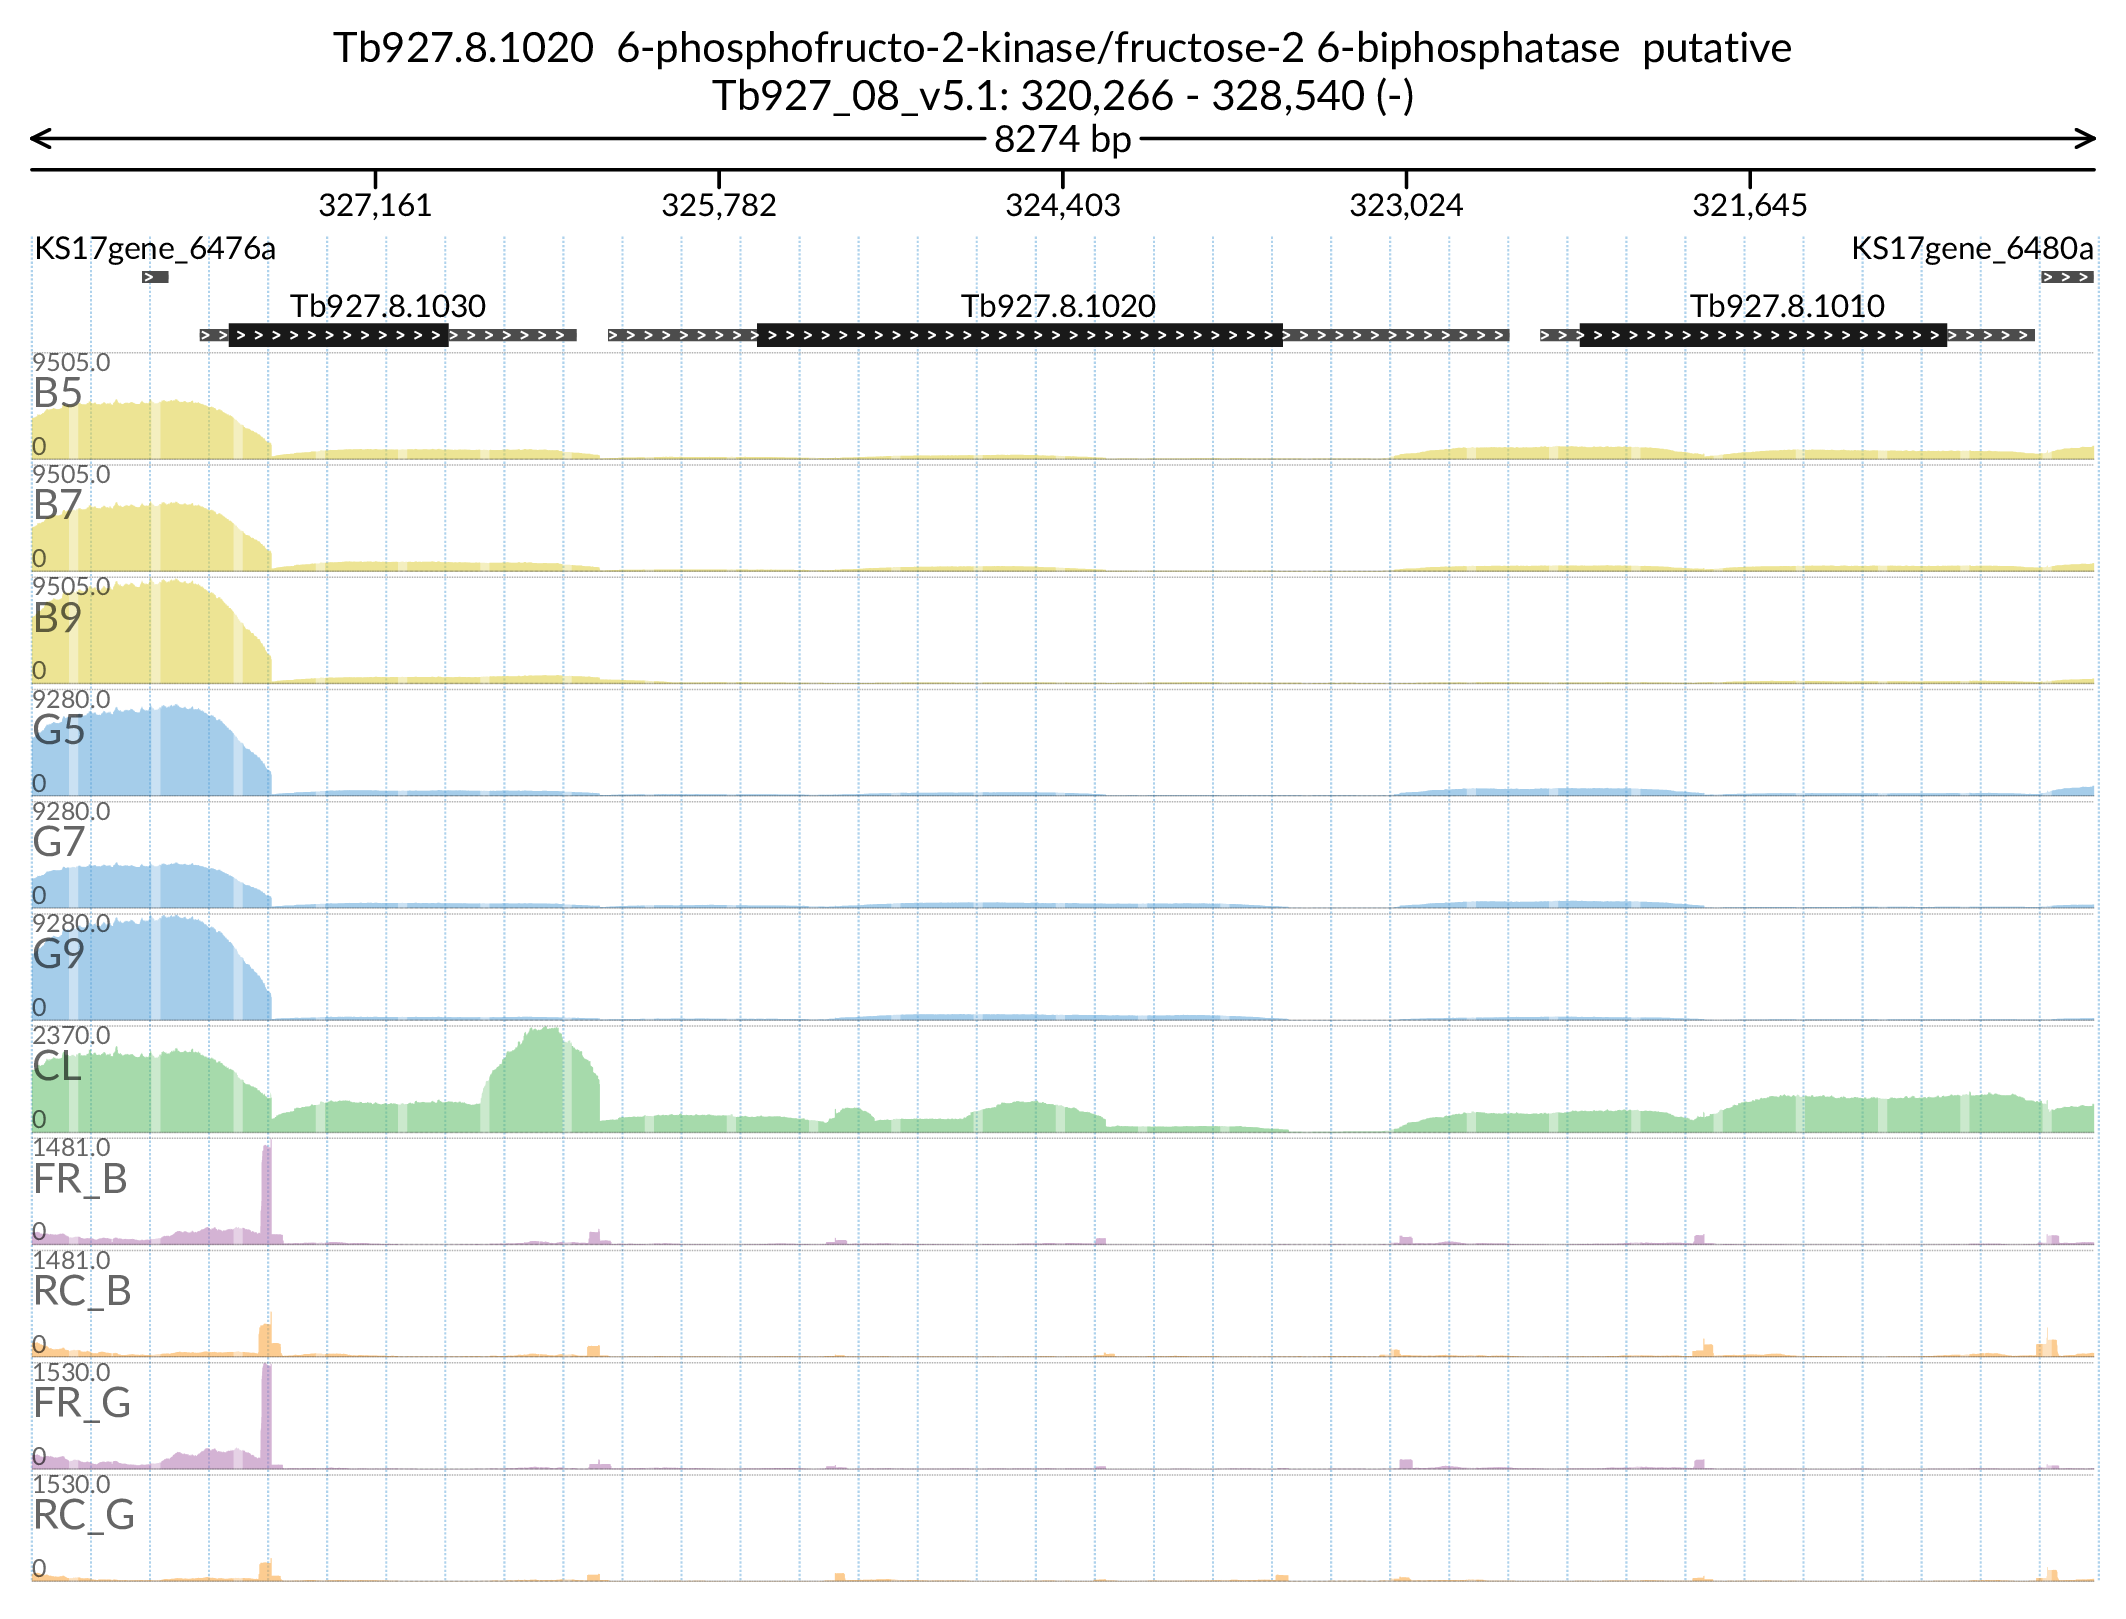 Tb927.8.1020  6-phosphofructo-2-kinase/fructose-2 6-biphosphatase  putative
Tb927_08_v5.1: 320,266 - 328,540 (-)
8274 bp
327,161 325,782 324,403 323,024 321,645
KS17gene_6476a KS17gene_6480a
Tb927.8.1030 Tb927.8.1020 Tb927.8.1010
9505.0
B5
0
9505.0
B7
0
9505.0
B9
0
9280.0
G5
0
9280.0
G7
0
9280.0
G9
0
2370.0
CL
0
1481.0
FR_B
0
1481.0
RC_B
0
1530.0
FR_G
0
1530.0
RC_G
0